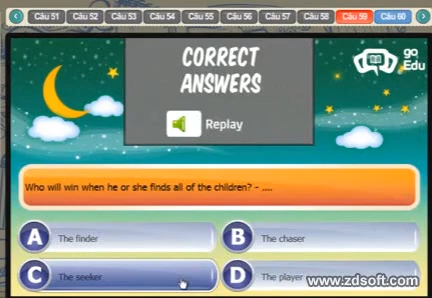 Câu 51 Câu 52 Câu 53 Câu 54 Câu 55 Câu 56 Câu 57 Câu 58 Câu 59 Câu 60
CORRECT
ANSWERS
go
Edu
Replay
Who will win when he or she finds all of the children? - ....
A The finder
B The chaser
C The seeker
D The player
www.zdsoft.com